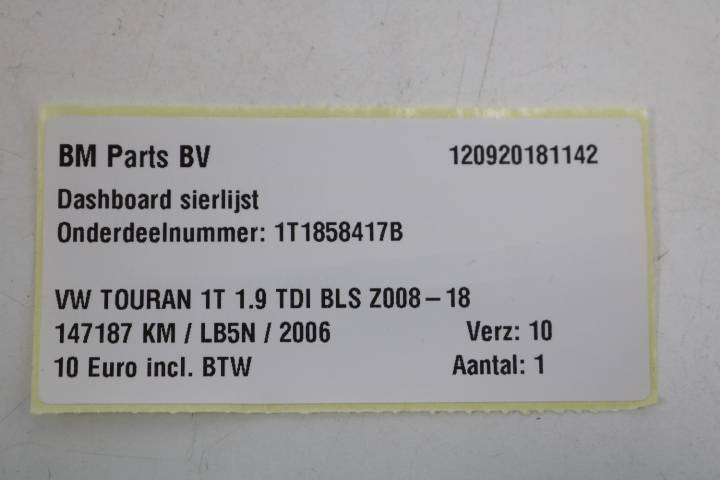 BM Parts BV 120920181142
Dashboard sierlijst
Onderdeelnummer: 1T1858417B
VW TOURAN 1T 1.9 TDI BLS Z008-18
147187 KM / LB5N / 2006 Verz: 10
10 Euro incl. BTW Aantal: 1